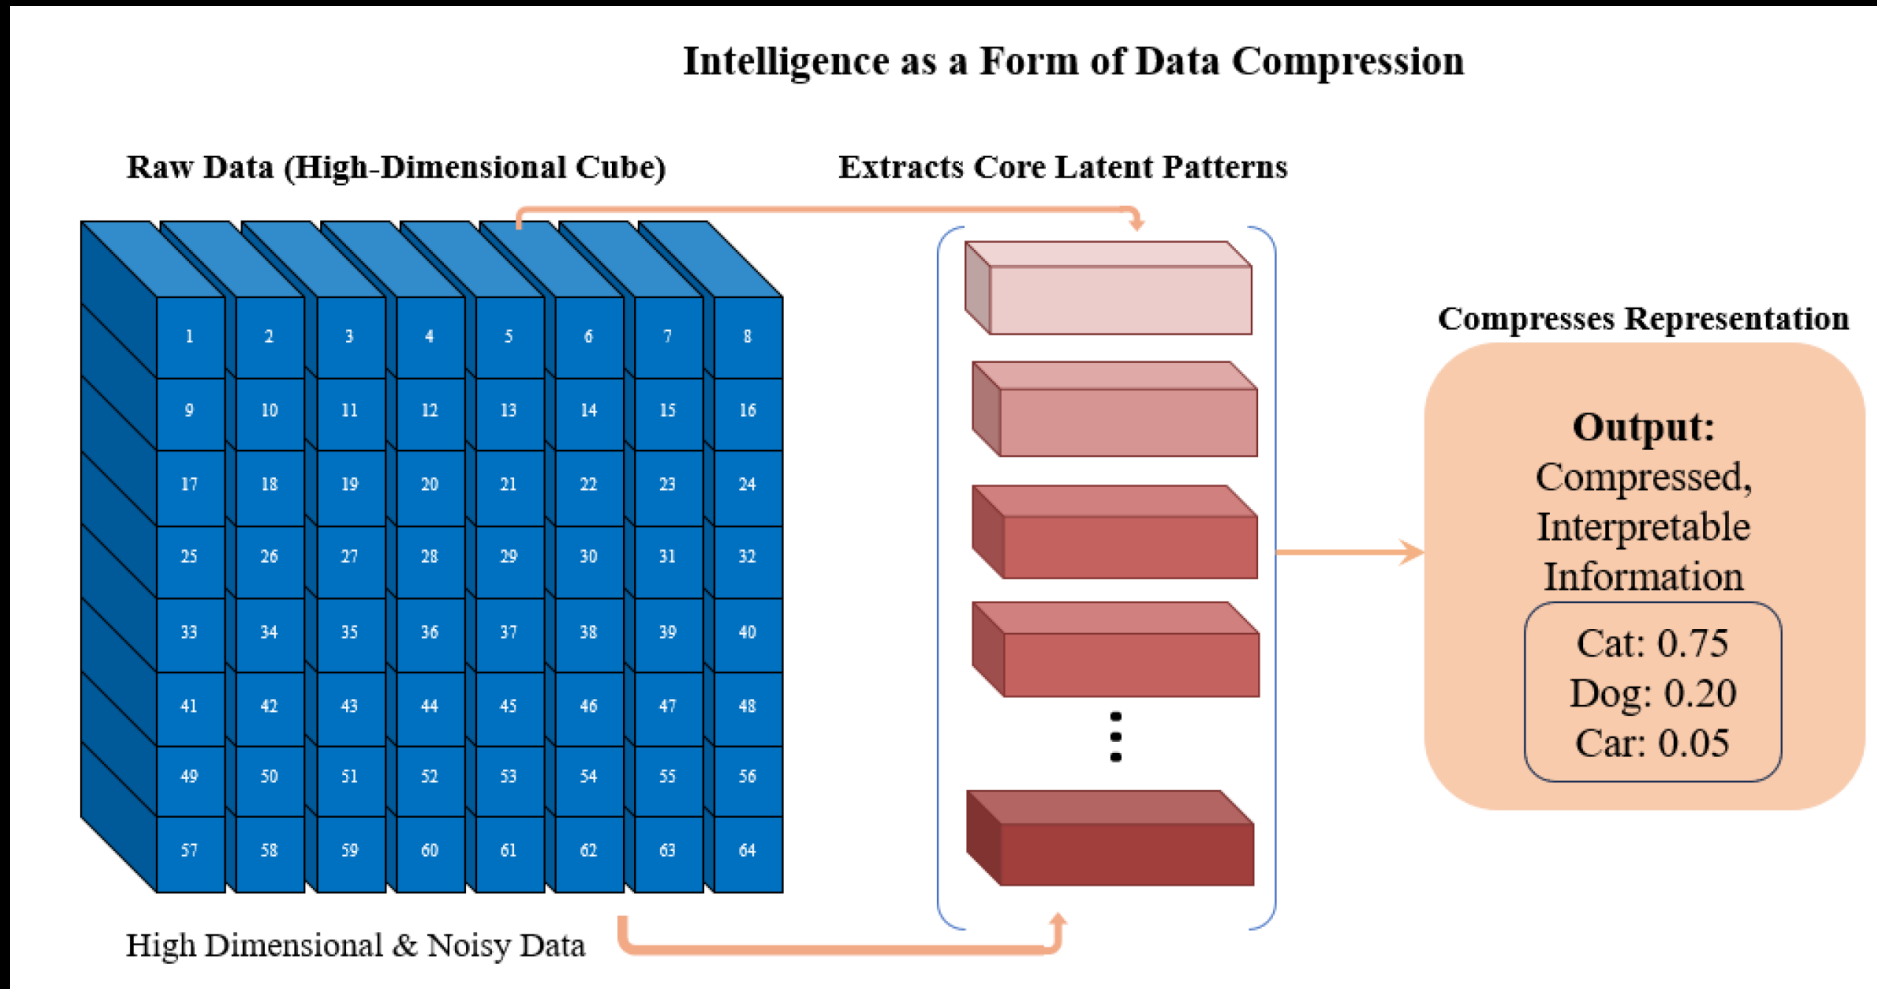 Intelligence as a Form of Data Compression
Raw Data (High-Dimensional Cube)
1 2 3 4 5 6 7 8
9 10 11 12 13 14 15 16
17 18 19 20 21 22 23 24
25 26 27 28 29 30 31 32
33 34 35 36 37 38 39 40
41 42 43 44 45 46 47 48
49 50 51 52 53 54 55 56
57 58 59 60 61 62 63 64
High Dimensional & Noisy Data
Extracts Core Latent Patterns
Compresses Representation
Output:
Compressed,
Interpretable
Information
Cat: 0.75
Dog: 0.20
Car: 0.05